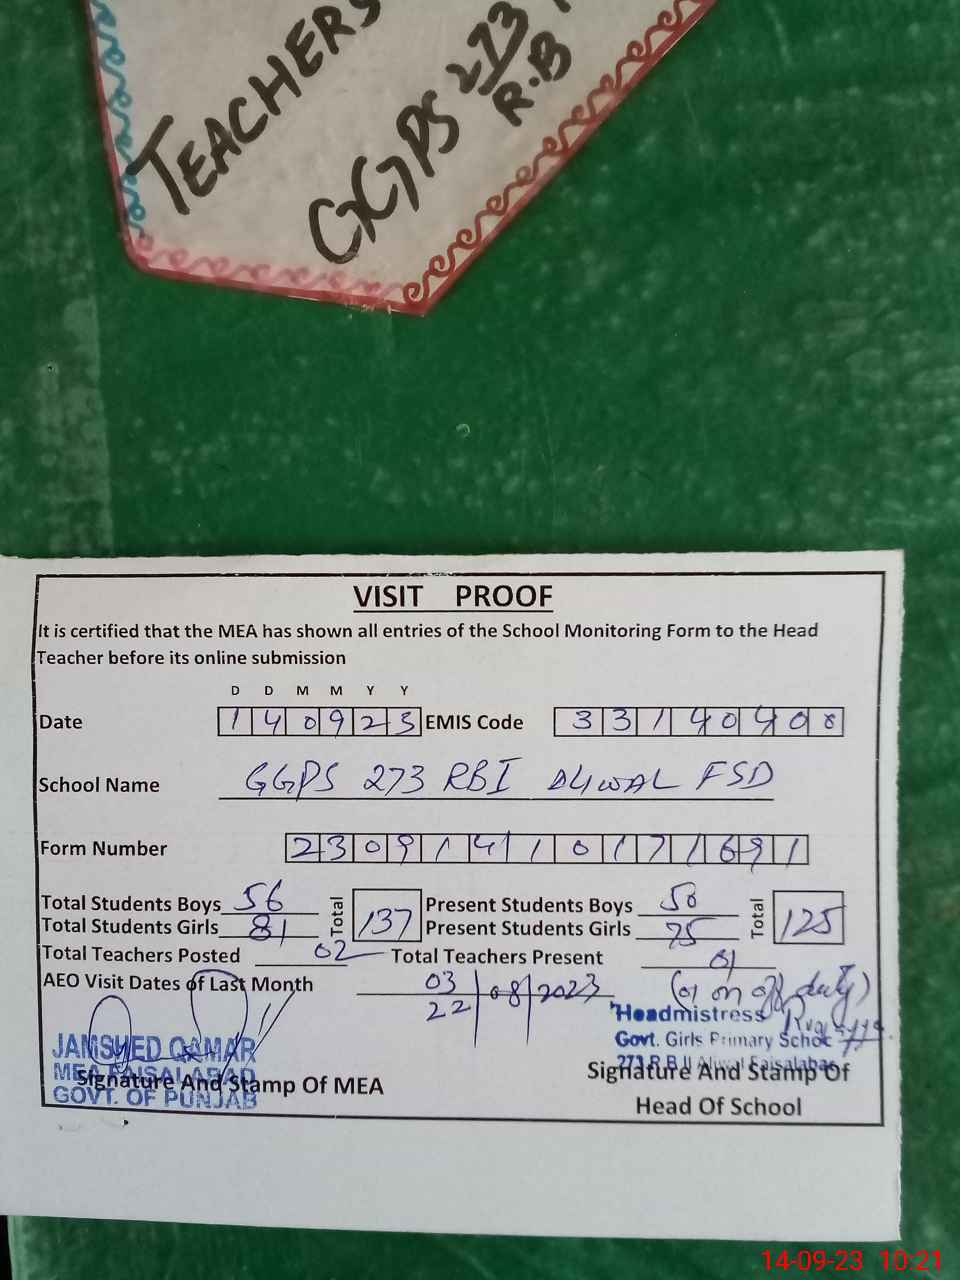 TEACHERS
GGPS 273
R.B
VISIT PROOF
It is certified that the MEA has shown all entries of the School Monitoring Form to the Head
Teacher before its online submission
D D M M Y Y
Date 1 4 0 9 2 3 EMIS Code 3 3 1 4 0 4 0 0
School Name GGPS 273 RBI FSD
Form Number 2 3 0 9 1 4 1 0 1 7 1 6 9 1
Total Students Boys 56 Total 137 Present Students Boys 50 Total 125
Total Students Girls 81 Present Students Girls 75
Total Teachers Posted 02 Total Teachers Present 01
AEO Visit Dates of Last Month 03 / 08 / 2023 (01 on off duty)
22
Headmistress
Govt. Girls Primary School
273 R.B II Aliwal Faisalabad
JAMSHED QAMAR
MEA FAISALABAD
GOVT. OF PUNJAB
Signature And Stamp Of MEA
Signature And Stamp Of
Head Of School
14-09-23 10:21